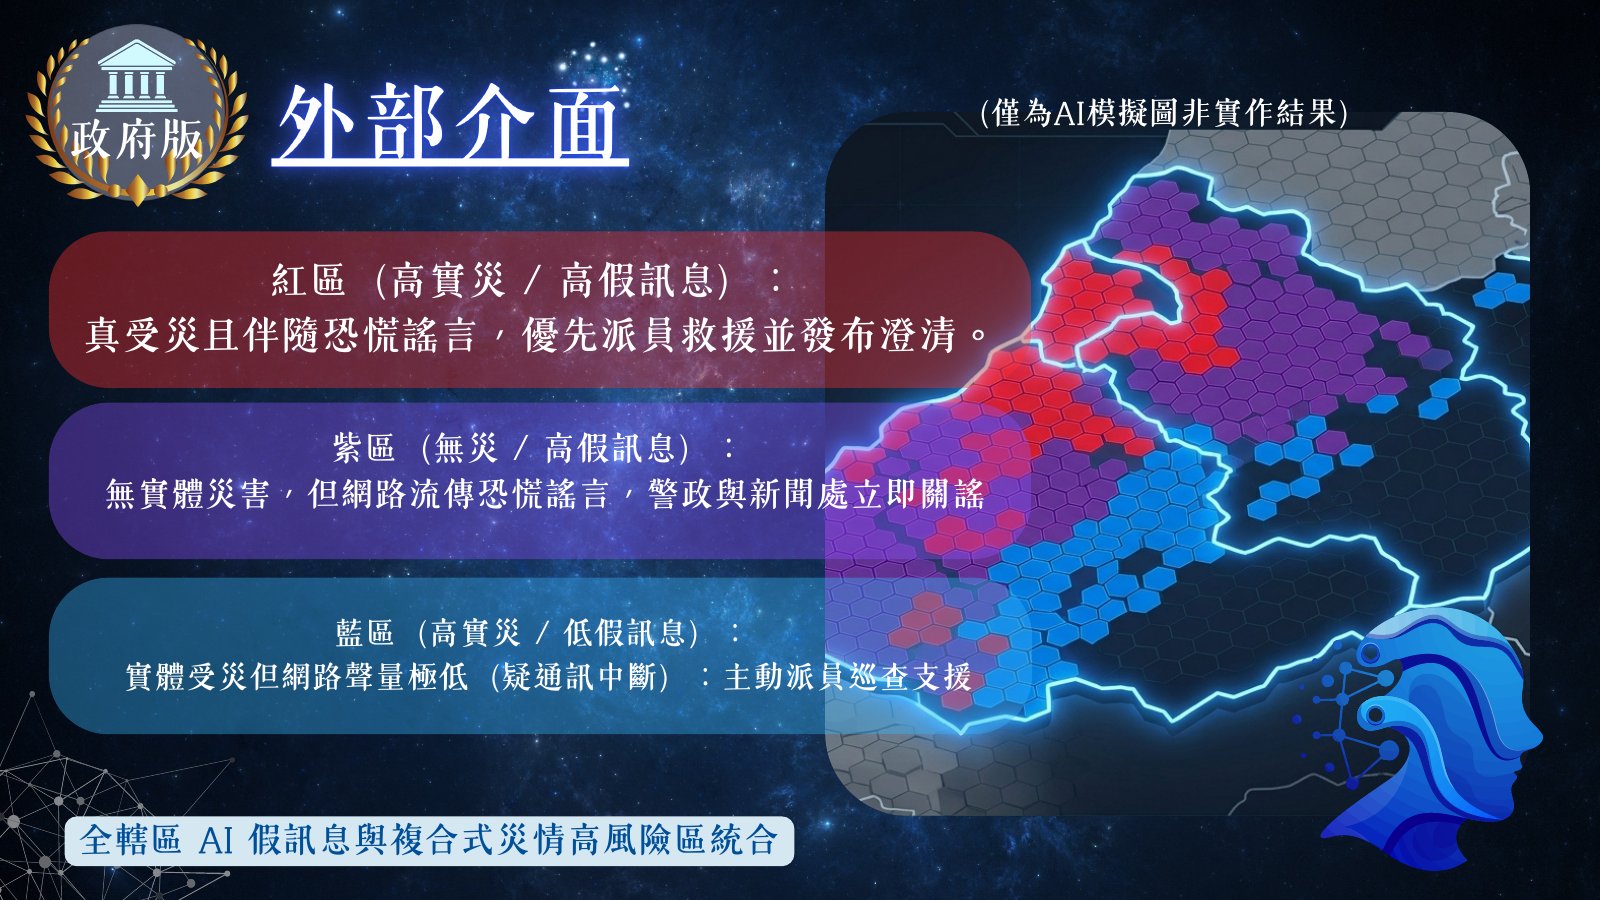 政府版
外部介面
(僅為AI模擬圖非實作結果)
紅區 (高實災 / 高假訊息) ：
真受災且伴隨恐慌謠言，優先派員救援並發布澄清。
紫區 (無災 / 高假訊息) ：
無實體災害，但網路流傳恐慌謠言，警政與新聞處立即關謠
藍區 (高實災 / 低假訊息) ：
實體受災但網路聲量極低 (疑通訊中斷) ：主動派員巡查支援
全轄區 AI 假訊息與複合式災情高風險區統合